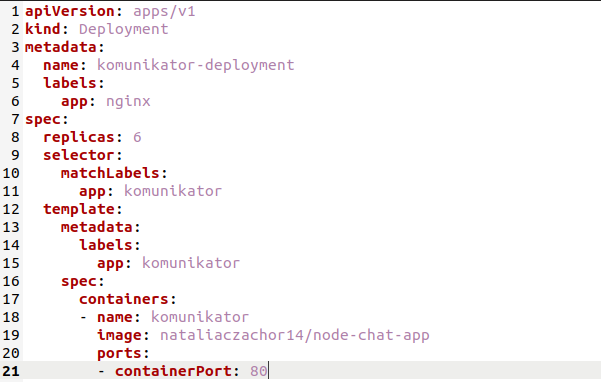 1 apiVersion: apps/v1
2 kind: Deployment
3 metadata:
4   name: komunikator-deployment
5   labels:
6     app: nginx
7 spec:
8   replicas: 6
9   selector:
10     matchLabels:
11       app: komunikator
12   template:
13     metadata:
14       labels:
15         app: komunikator
16     spec:
17       containers:
18       - name: komunikator
19         image: nataliaczachor14/node-chat-app
20         ports:
21         - containerPort: 80